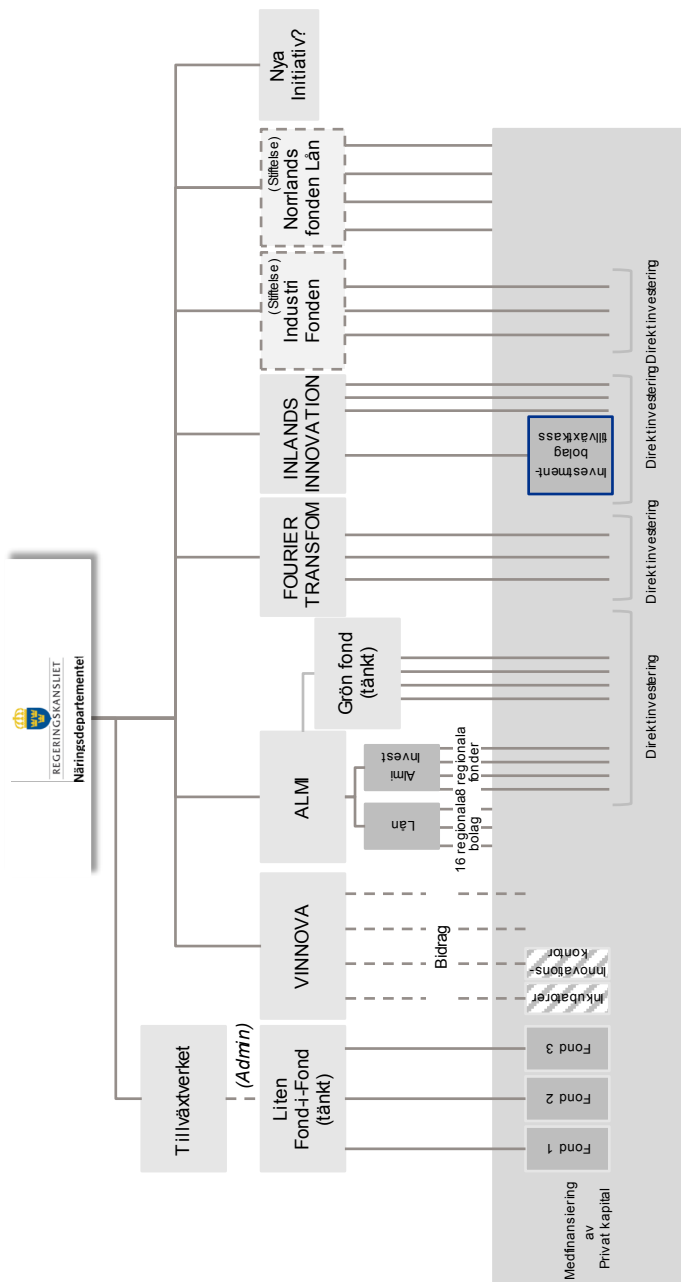 REGERINGSKANSLIET
Näringsdepartementet
Tillväxtverket
(Admin)
Liten
Fond-i-Fond
(tänkt)
VINNOVA
ALMI
Grön fond
(tänkt)
FOURIER
TRANSFOM
INLANDS
INNOVATION
(Stiftelse)
Industri
Fonden
(Stiftelse)
Norrlands
fonden Lån
Nya
Initiativ?
Lån
Almi
Invest
16 regionala
bolag
8 regionala
fonder
Bidrag
Fond 1
Fond 2
Fond 3
Inkubatorer
Innovations-
kontor
Investment-
bolag
tillväxtkass
Medfinansiering
av
Privat kapital
Direktinvestering
Direktinvestering
Direktinvestering
Direktinvestering